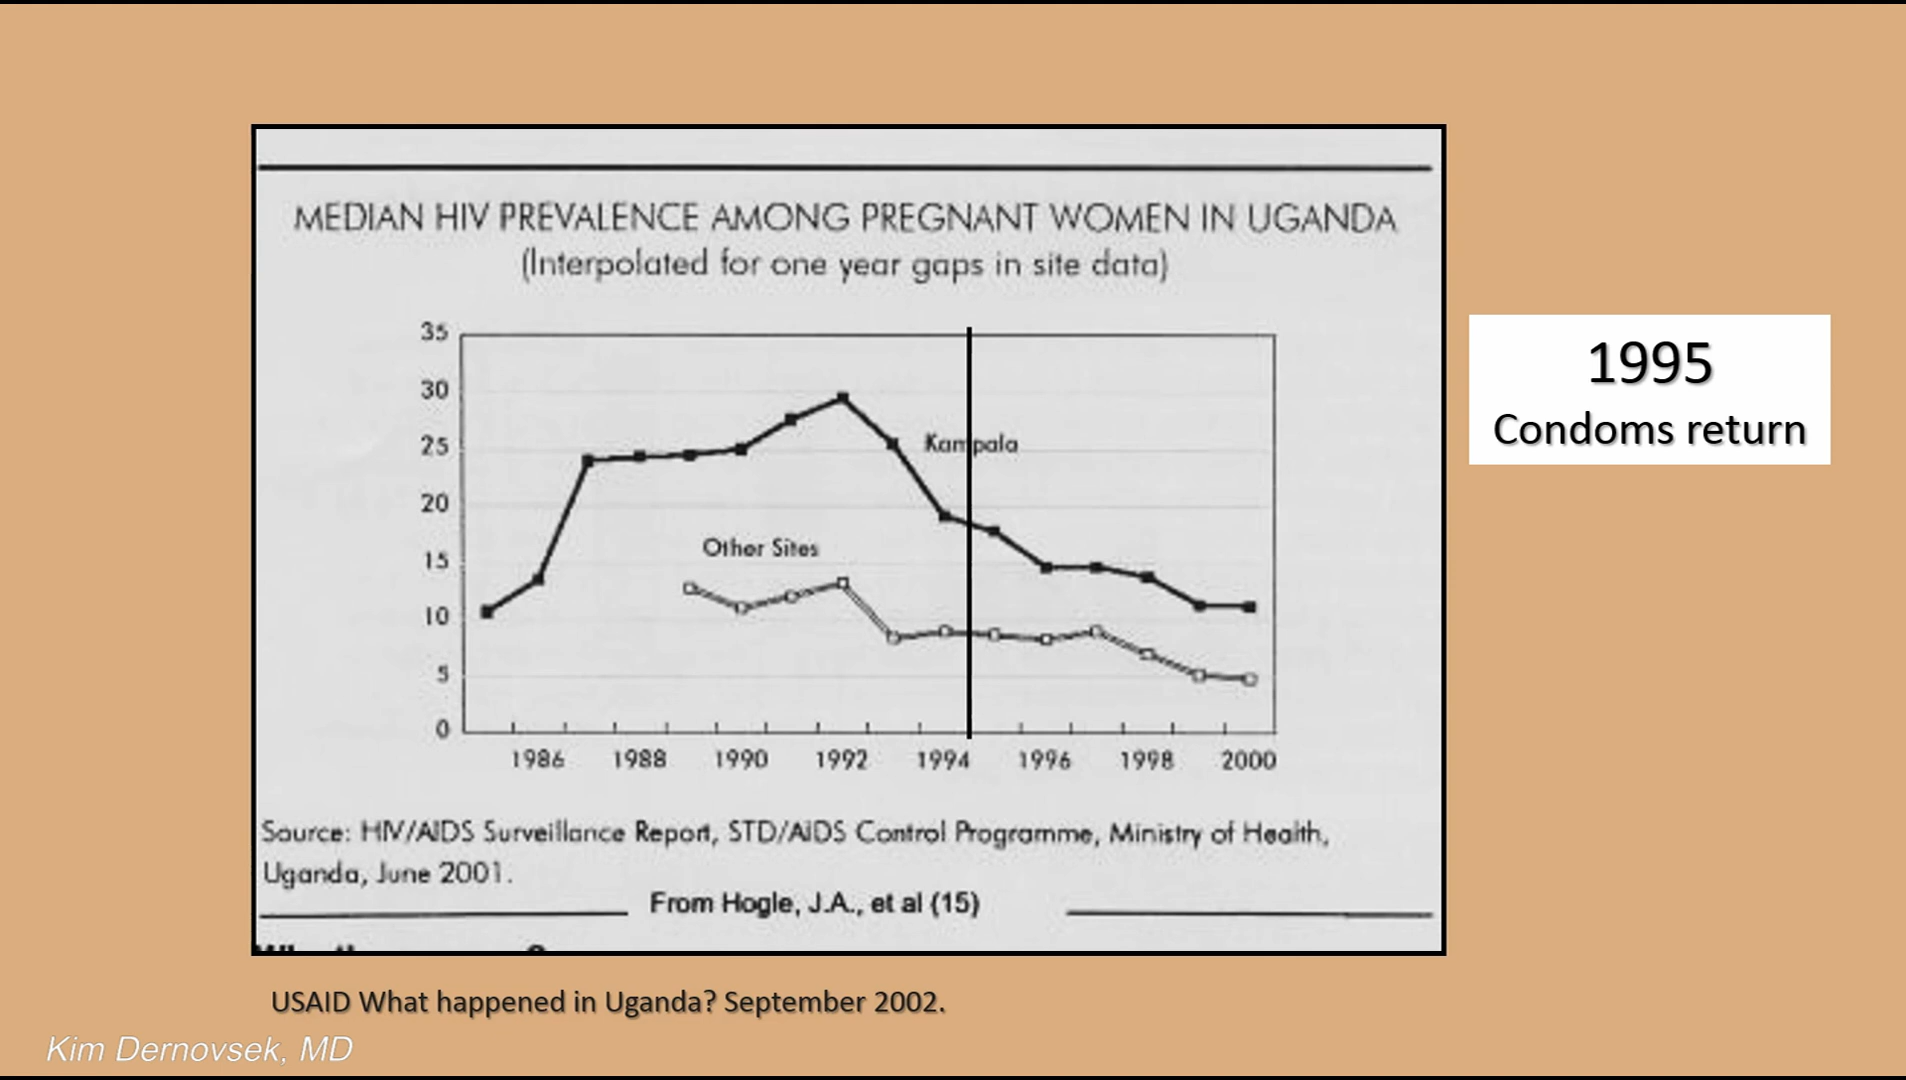 MEDIAN HIV PREVALENCE AMONG PREGNANT WOMEN IN UGANDA
(Interpolated for one year gaps in site data)
35
30
25
20
15
10
5
0
Kampala
Other Sites
1986 1988 1990 1992 1994 1996 1998 2000
Source: HIV/AIDS Surveillance Report, STD/AIDS Control Programme, Ministry of Health,
Uganda, June 2001.
From Hogle, J.A., et al (15)
1995
Condoms return
USAID What happened in Uganda? September 2002.
Kim Dernovsek, MD